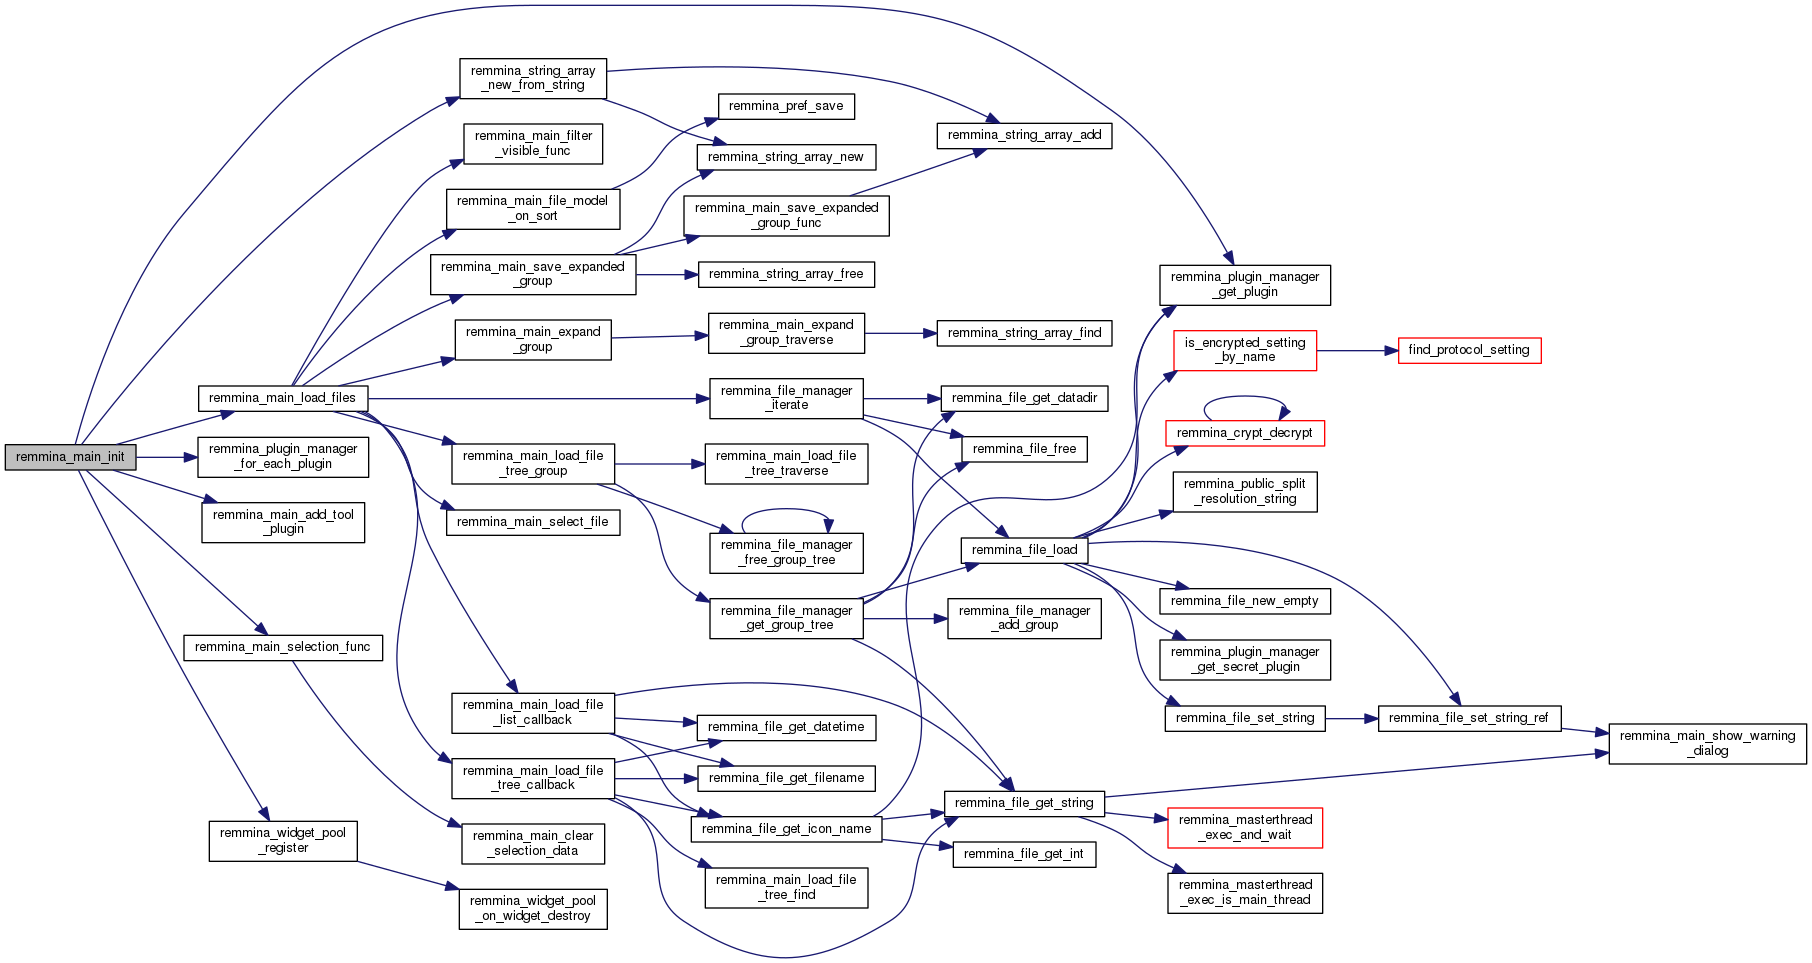 remmina_main_init
remmina_main_load_files
remmina_plugin_manager
_for_each_plugin
remmina_main_add_tool
_plugin
remmina_main_selection_func
remmina_widget_pool
_register
remmina_string_array
_new_from_string
remmina_main_filter
_visible_func
remmina_main_file_model
_on_sort
remmina_main_save_expanded
_group
remmina_main_expand
_group
remmina_main_load_file
_tree_group
remmina_main_select_file
remmina_main_load_file
_list_callback
remmina_main_load_file
_tree_callback
remmina_main_clear
_selection_data
remmina_widget_pool
_on_widget_destroy
remmina_pref_save
remmina_string_array_new
remmina_main_save_expanded
_group_func
remmina_string_array_free
remmina_main_expand
_group_traverse
remmina_file_manager
_iterate
remmina_main_load_file
_tree_traverse
remmina_file_manager
_free_group_tree
remmina_file_manager
_get_group_tree
remmina_file_get_datetime
remmina_file_get_filename
remmina_file_get_icon_name
remmina_main_load_file
_tree_find
remmina_string_array_add
remmina_string_array_find
remmina_file_get_datadir
remmina_file_free
remmina_file_load
remmina_file_manager
_add_group
remmina_file_get_string
remmina_file_get_int
remmina_plugin_manager
_get_plugin
is_encrypted_setting
_by_name
remmina_crypt_decrypt
remmina_public_split
_resolution_string
remmina_file_new_empty
remmina_plugin_manager
_get_secret_plugin
remmina_file_set_string
remmina_masterthread
_exec_and_wait
remmina_masterthread
_exec_is_main_thread
find_protocol_setting
remmina_file_set_string_ref
remmina_main_show_warning
_dialog